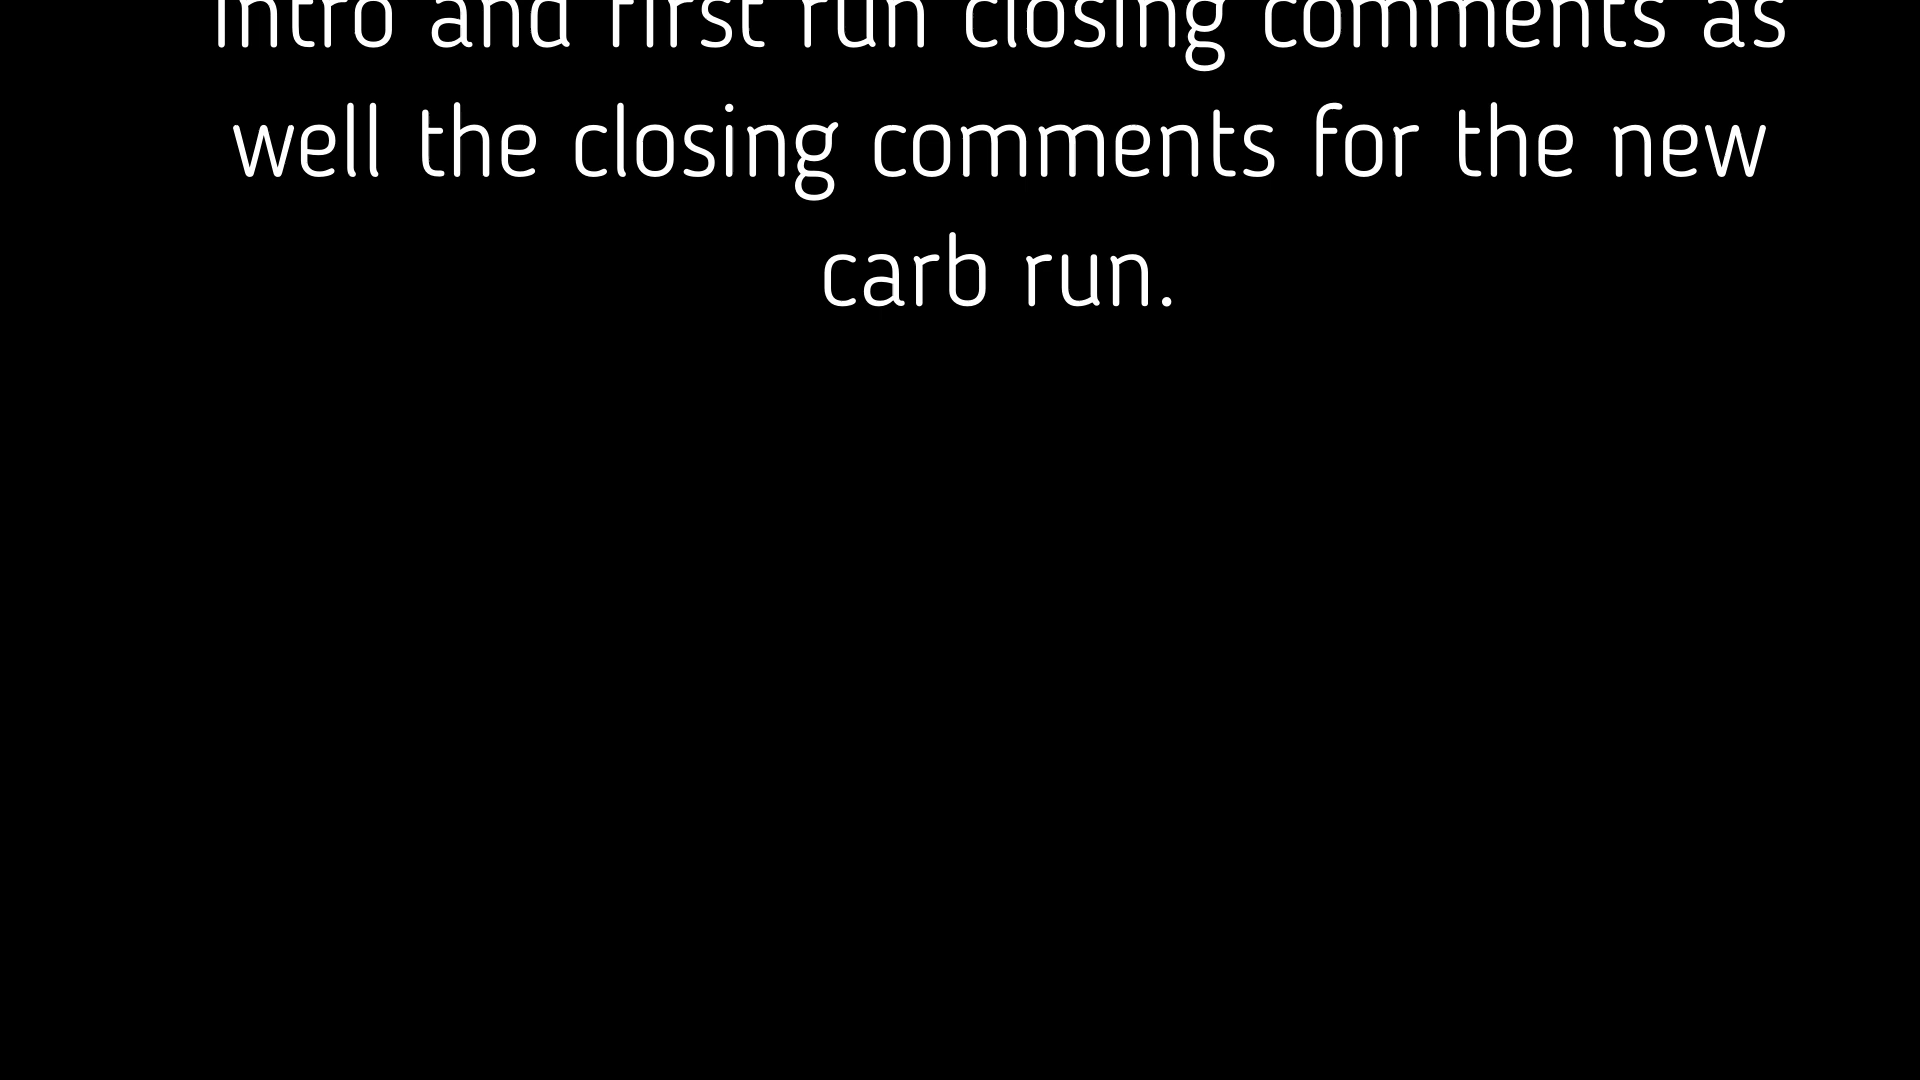 intro and first run closing comments as
well the closing comments for the new
carb run.